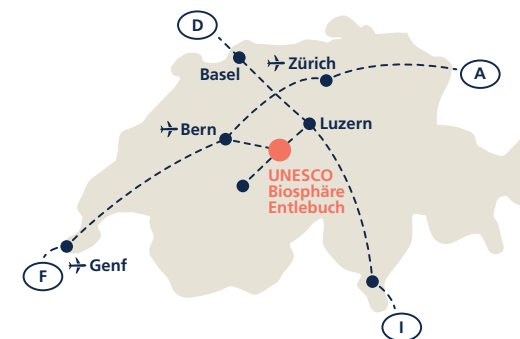 D
Basel
Zürich
A
Bern
Luzern
UNESCO
Biosphäre
Entlebuch
Genf
F
I